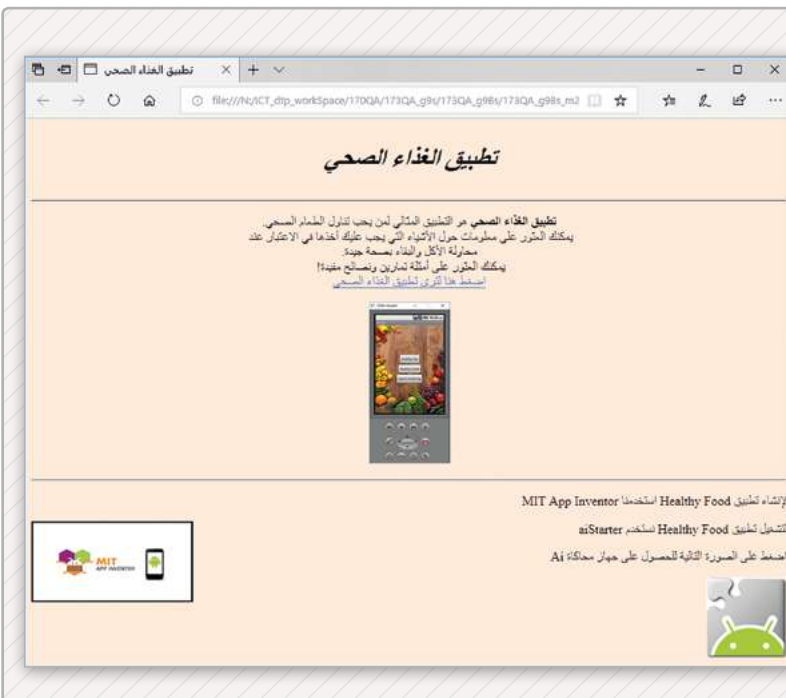 تطبيق الغذاء الصحي
file:///N:/ICT_dtp_workSpace/170QA/173QA_g9s/173QA_g98s/173QA_g98s_m2
تطبيق الغذاء الصحي
تطبيق الغذاء الصحي هو التطبيق المثالي لمن يحب تناول الطعام الصحي.
يمكنك العثور على معلومات حول الأشياء التي يجب عليك أخذها في الاعتبار عند
محاولة الأكل والبقاء بصحة جيدة.
يمكنك العثور على أمثلة تمارين ونصائح مفيدة!
اضغط هنا لترى تطبيق الغذاء الصحي
لإنشاء تطبيق Healthy Food استخدمنا MIT App Inventor
لتشغيل تطبيق Healthy Food نستخدم aiStarter
اضغط على الصورة التالية للحصول على جهاز محاكاة Ai
MIT
APP INVENTOR